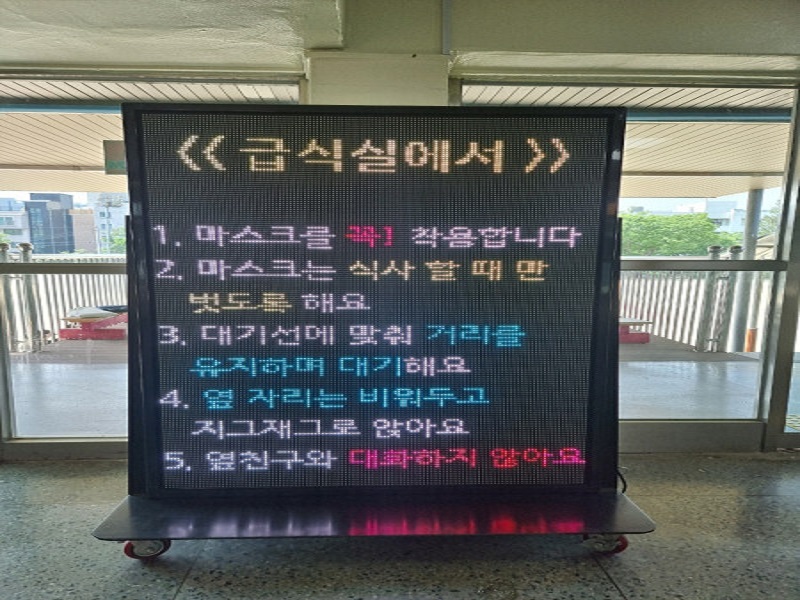 << 급식실에서 >>
1. 마스크를 꼭! 착용합니다
2. 마스크는 식사 할 때 만
벗도록 해요
3. 대기선에 맞춰 거리를
유지하며 대기해요
4. 옆 자리는 비워두고
지그재그로 앉아요
5. 옆친구와 대화하지 않아요